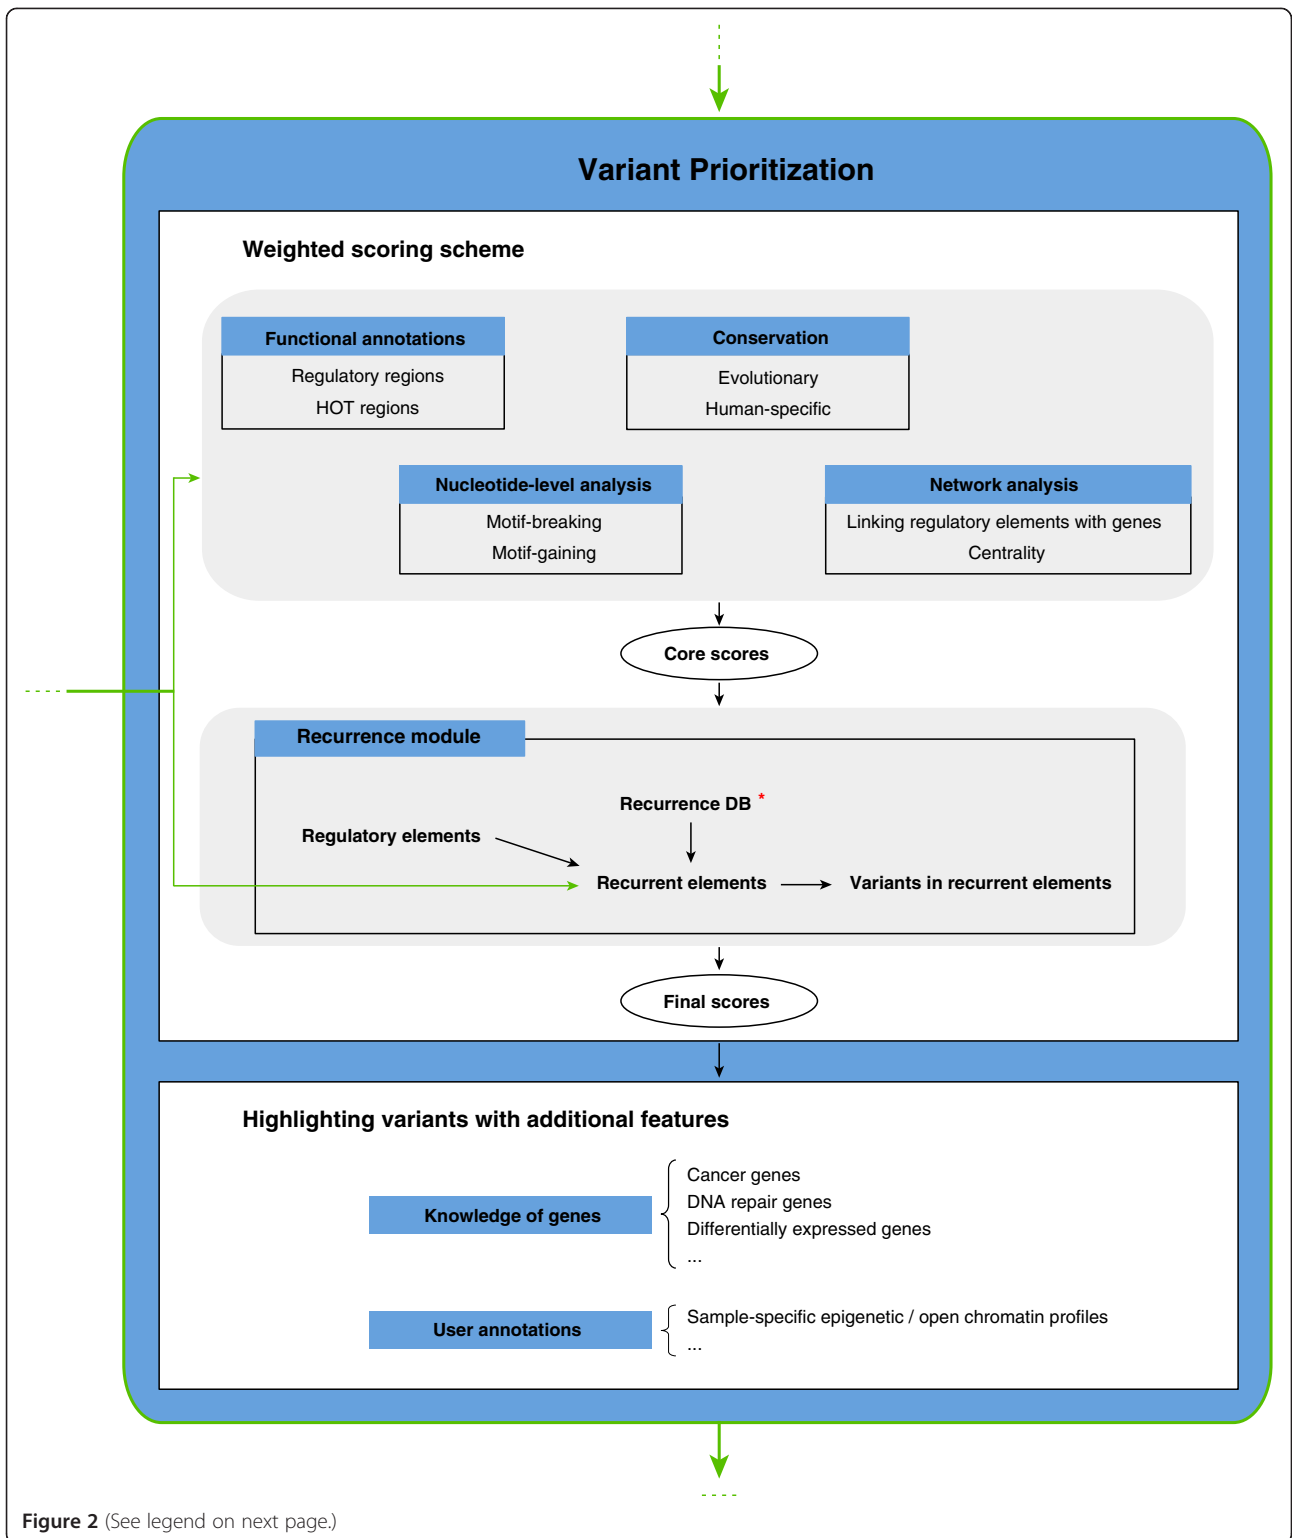 Variant Prioritization
Weighted scoring scheme
Functional annotations
Regulatory regions
HOT regions
Conservation
Evolutionary
Human-specific
Nucleotide-level analysis
Motif-breaking
Motif-gaining
Network analysis
Linking regulatory elements with genes
Centrality
Core scores
Recurrence module
Recurrence DB *
Regulatory elements
Recurrent elements
Variants in recurrent elements
Final scores
Highlighting variants with additional features
Knowledge of genes
Cancer genes
DNA repair genes
Differentially expressed genes
...
User annotations
Sample-specific epigenetic / open chromatin profiles
...
Figure 2 (See legend on next page.)